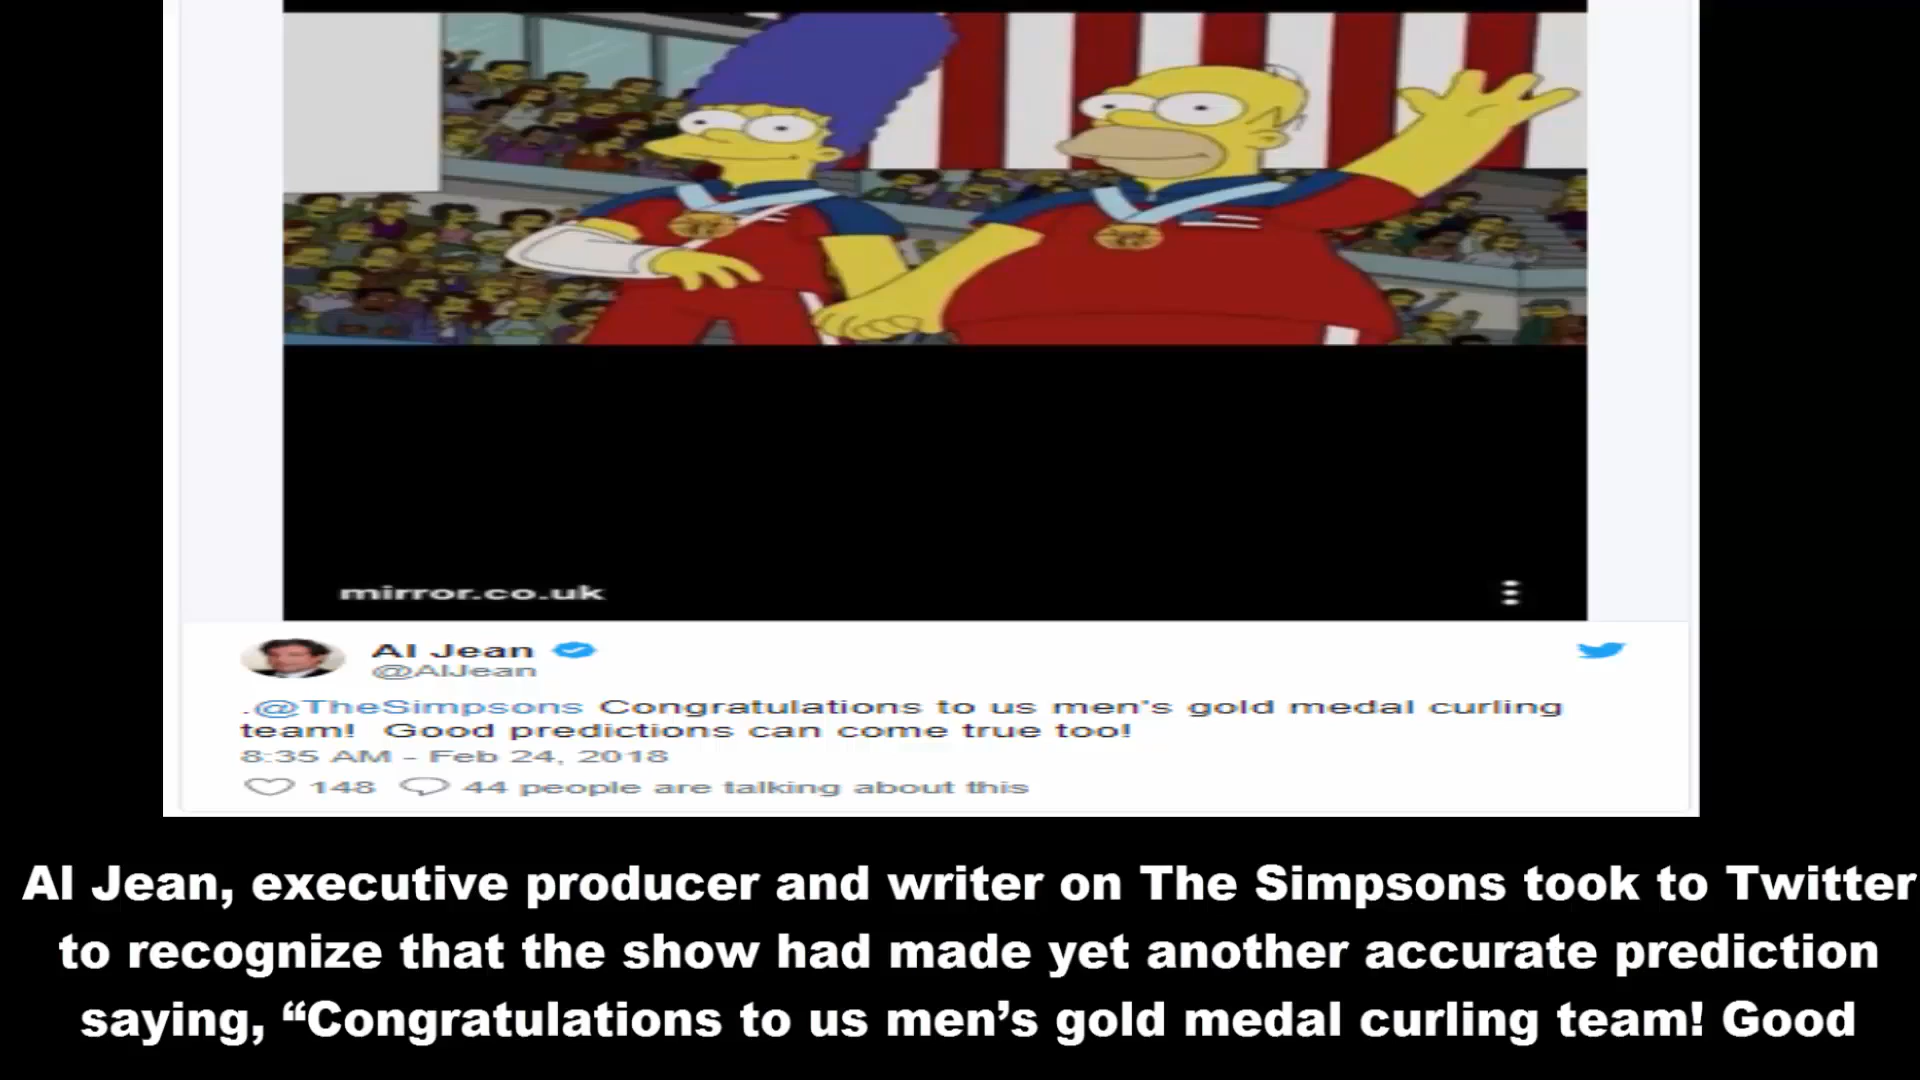 mirror.co.uk
Al Jean
@AlJean
.@TheSimpsons Congratulations to us men's gold medal curling
team! Good predictions can come true too!
8:35 AM - Feb 24, 2018
148 44 people are talking about this
Al Jean, executive producer and writer on The Simpsons took to Twitter
to recognize that the show had made yet another accurate prediction
saying, “Congratulations to us men’s gold medal curling team! Good